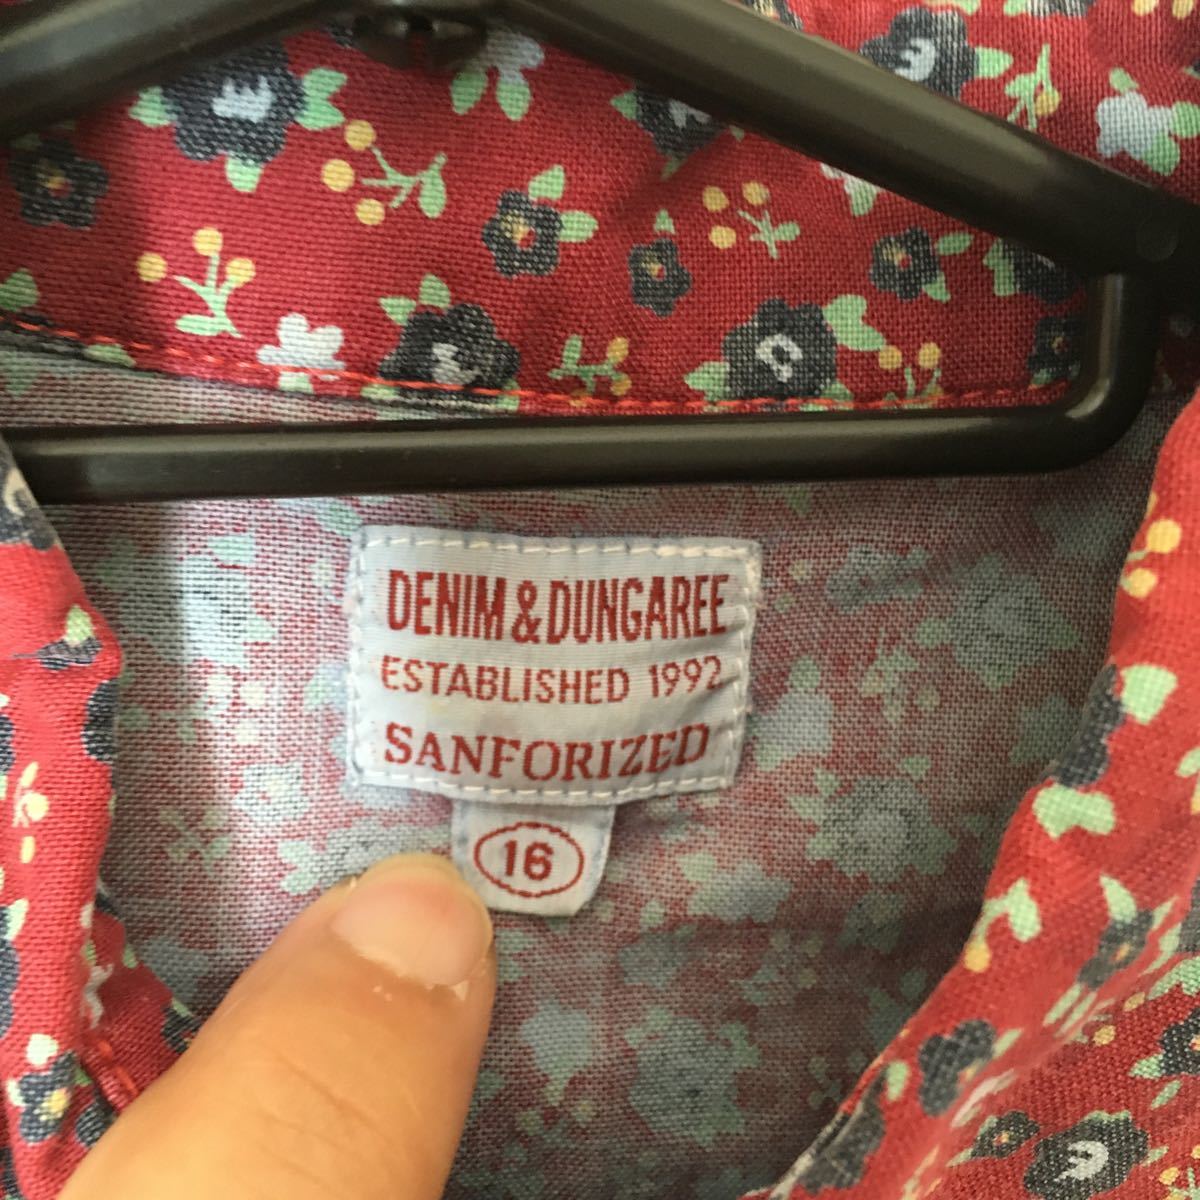 DENIM & DUNGAREE
ESTABLISHED 1992
SANFORIZED
16